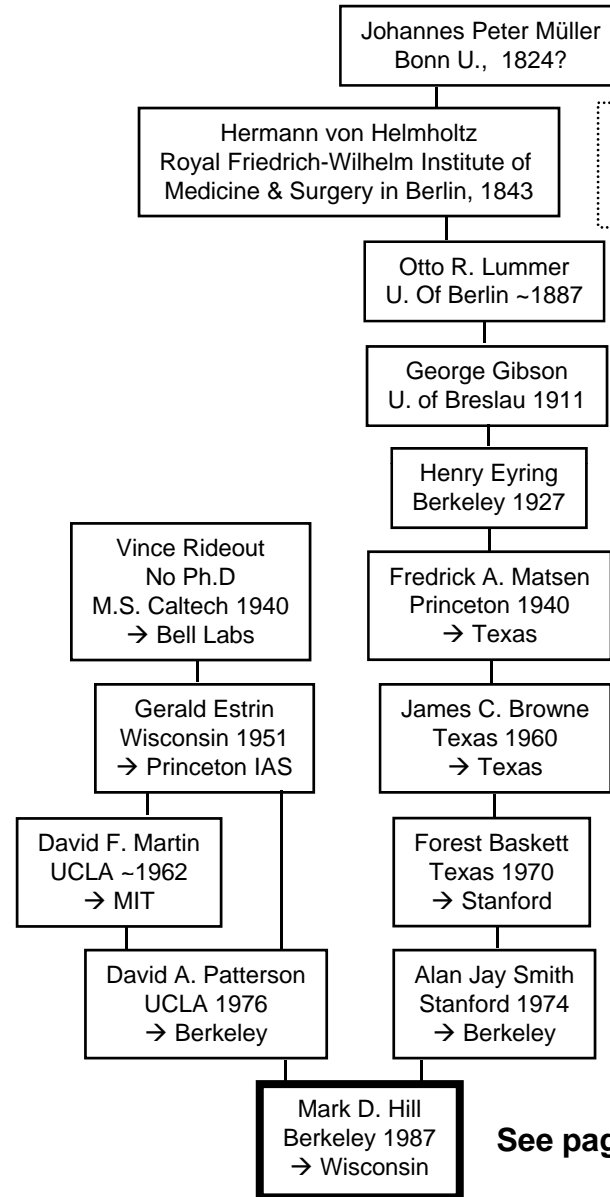 Johannes Peter Müller
Bonn U., 1824?
Hermann von Helmholtz
Royal Friedrich-Wilhelm Institute of
Medicine & Surgery in Berlin, 1843
Otto R. Lummer
U. Of Berlin ~1887
George Gibson
U. of Breslau 1911
Henry Eyring
Berkeley 1927
Vince Rideout
No Ph.D
M.S. Caltech 1940
→ Bell Labs
Fredrick A. Matsen
Princeton 1940
→ Texas
Gerald Estrin
Wisconsin 1951
→ Princeton IAS
James C. Browne
Texas 1960
→ Texas
David F. Martin
UCLA ~1962
→ MIT
Forest Baskett
Texas 1970
→ Stanford
David A. Patterson
UCLA 1976
→ Berkeley
Alan Jay Smith
Stanford 1974
→ Berkeley
Mark D. Hill
Berkeley 1987
→ Wisconsin
See pag